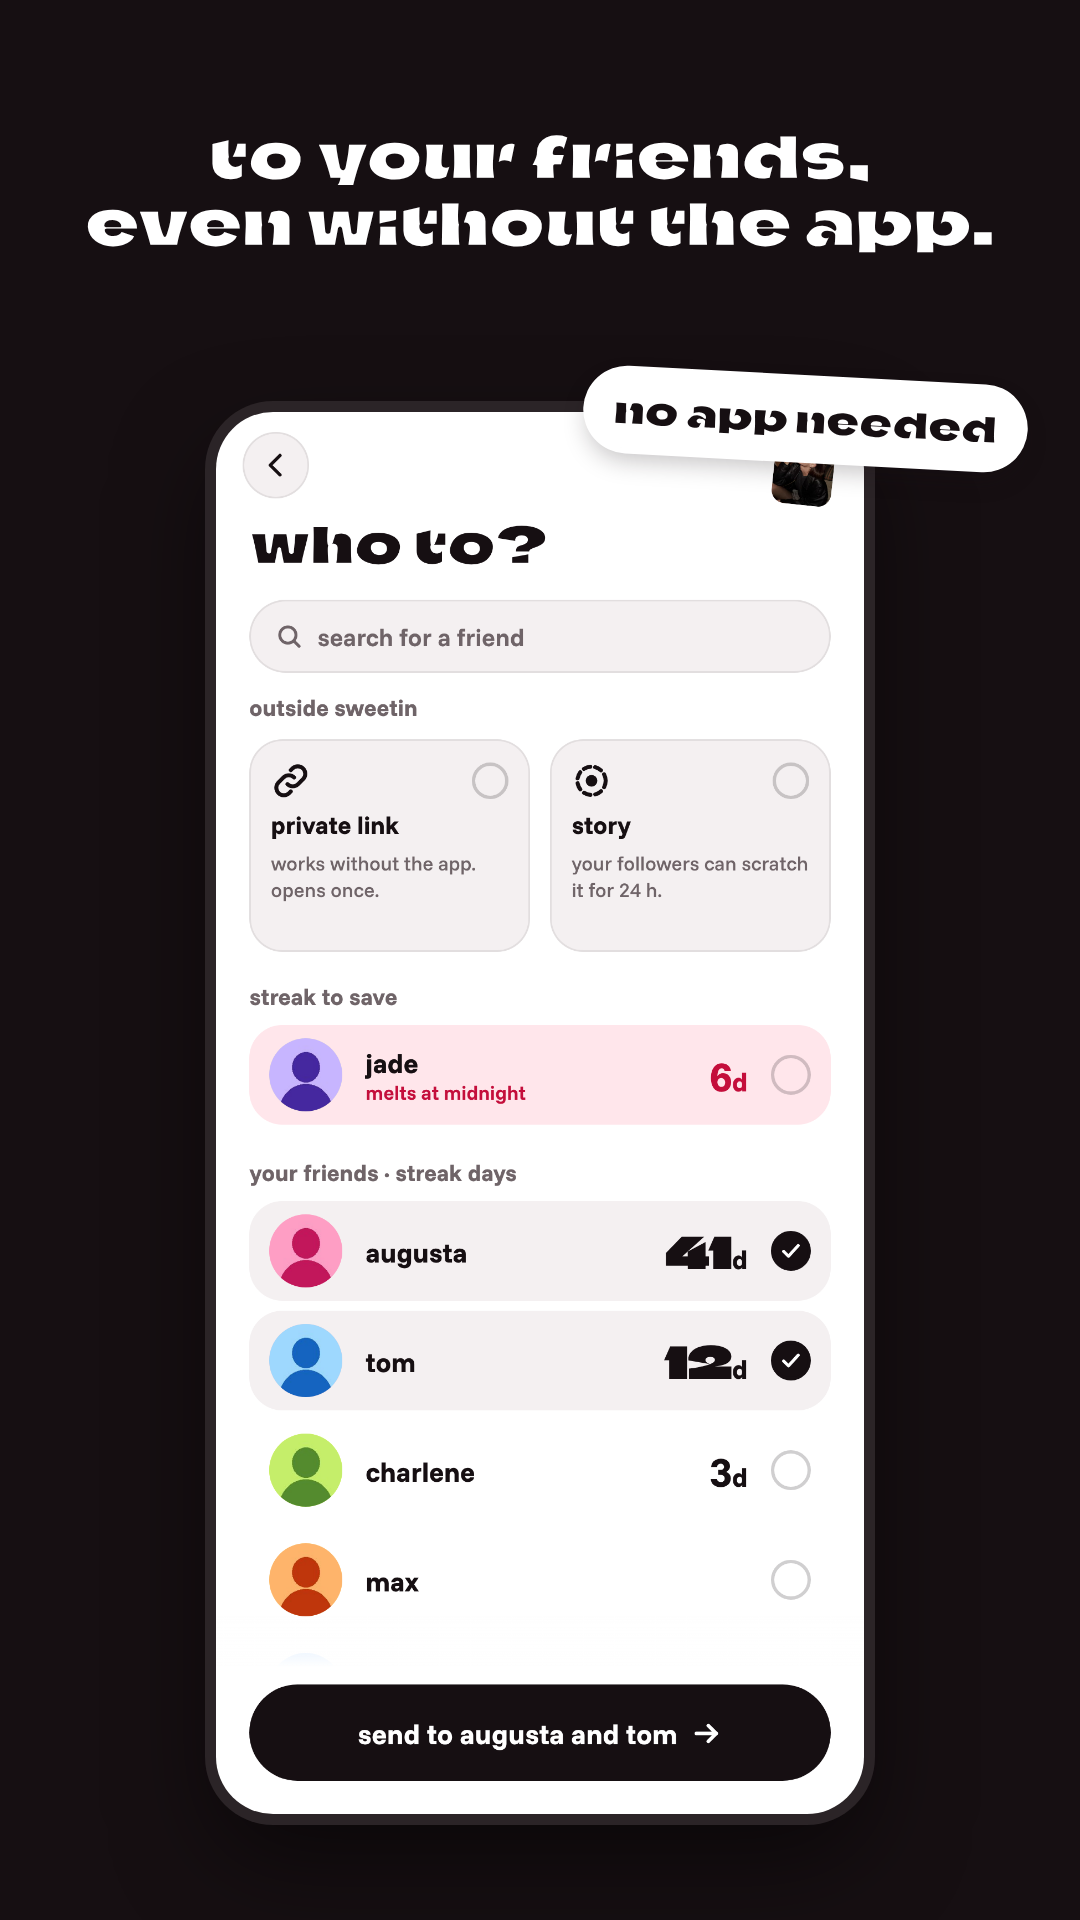 to your friends,
even without the app.
no app needed
who to?
search for a friend
outside sweetin
private link
works without the app.
opens once.
story
your followers can scratch
it for 24 h.
streak to save
jade
melts at midnight
6d
your friends · streak days
augusta
41d
tom
12d
charlene
3d
max
send to augusta and tom →